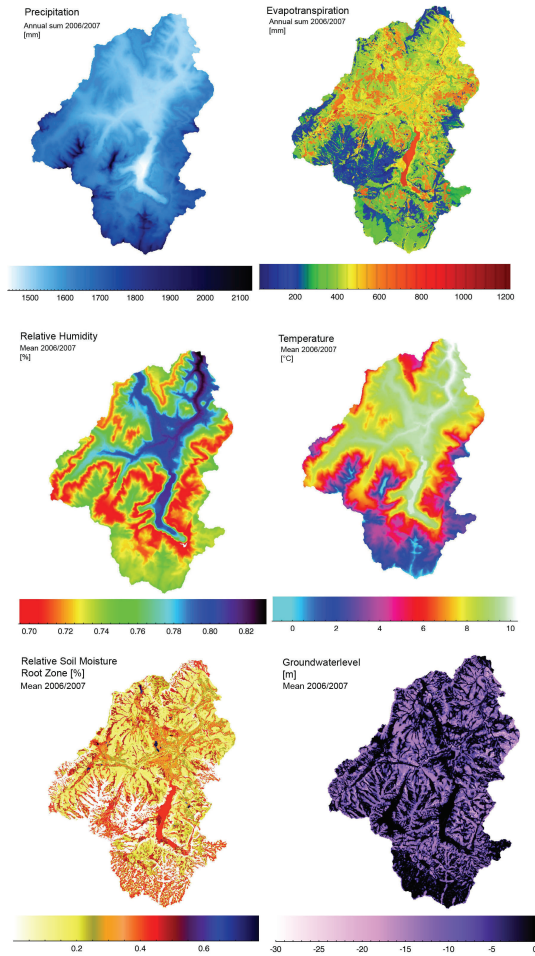 Precipitation
Annual sum 2006/2007
[mm]
1500 1600 1700 1800 1900 2000 2100
Evapotranspiration
Annual sum 2006/2007
[mm]
200 400 600 800 1000 1200
Relative Humidity
Mean 2006/2007
[%]
0.70 0.72 0.74 0.76 0.78 0.80 0.82
Temperature
Mean 2006/2007
[°C]
0 2 4 6 8 10
Relative Soil Moisture
Root Zone [%]
Mean 2006/2007
0.2 0.4 0.6
Groundwaterlevel
[m]
Mean 2006/2007
-30 -25 -20 -15 -10 -5 0